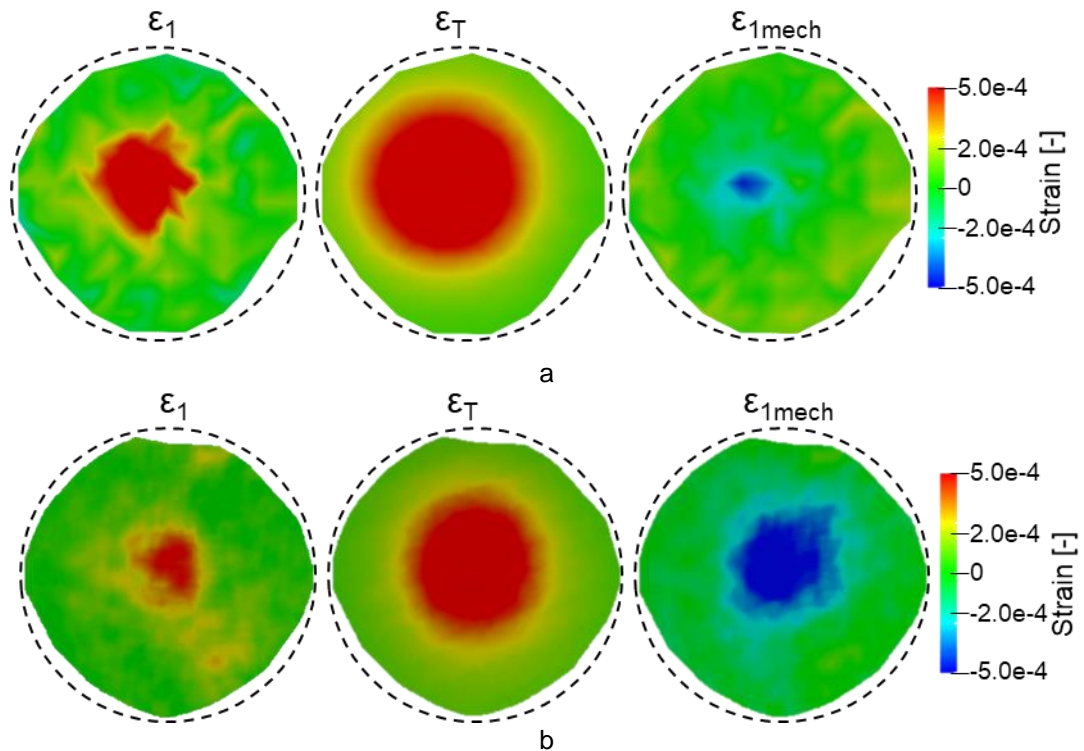 ε1 εT ε1mech
5.0e-4
2.0e-4
0
-2.0e-4
-5.0e-4
Strain [-]
a
ε1 εT ε1mech
5.0e-4
2.0e-4
0
-2.0e-4
-5.0e-4
Strain [-]
b